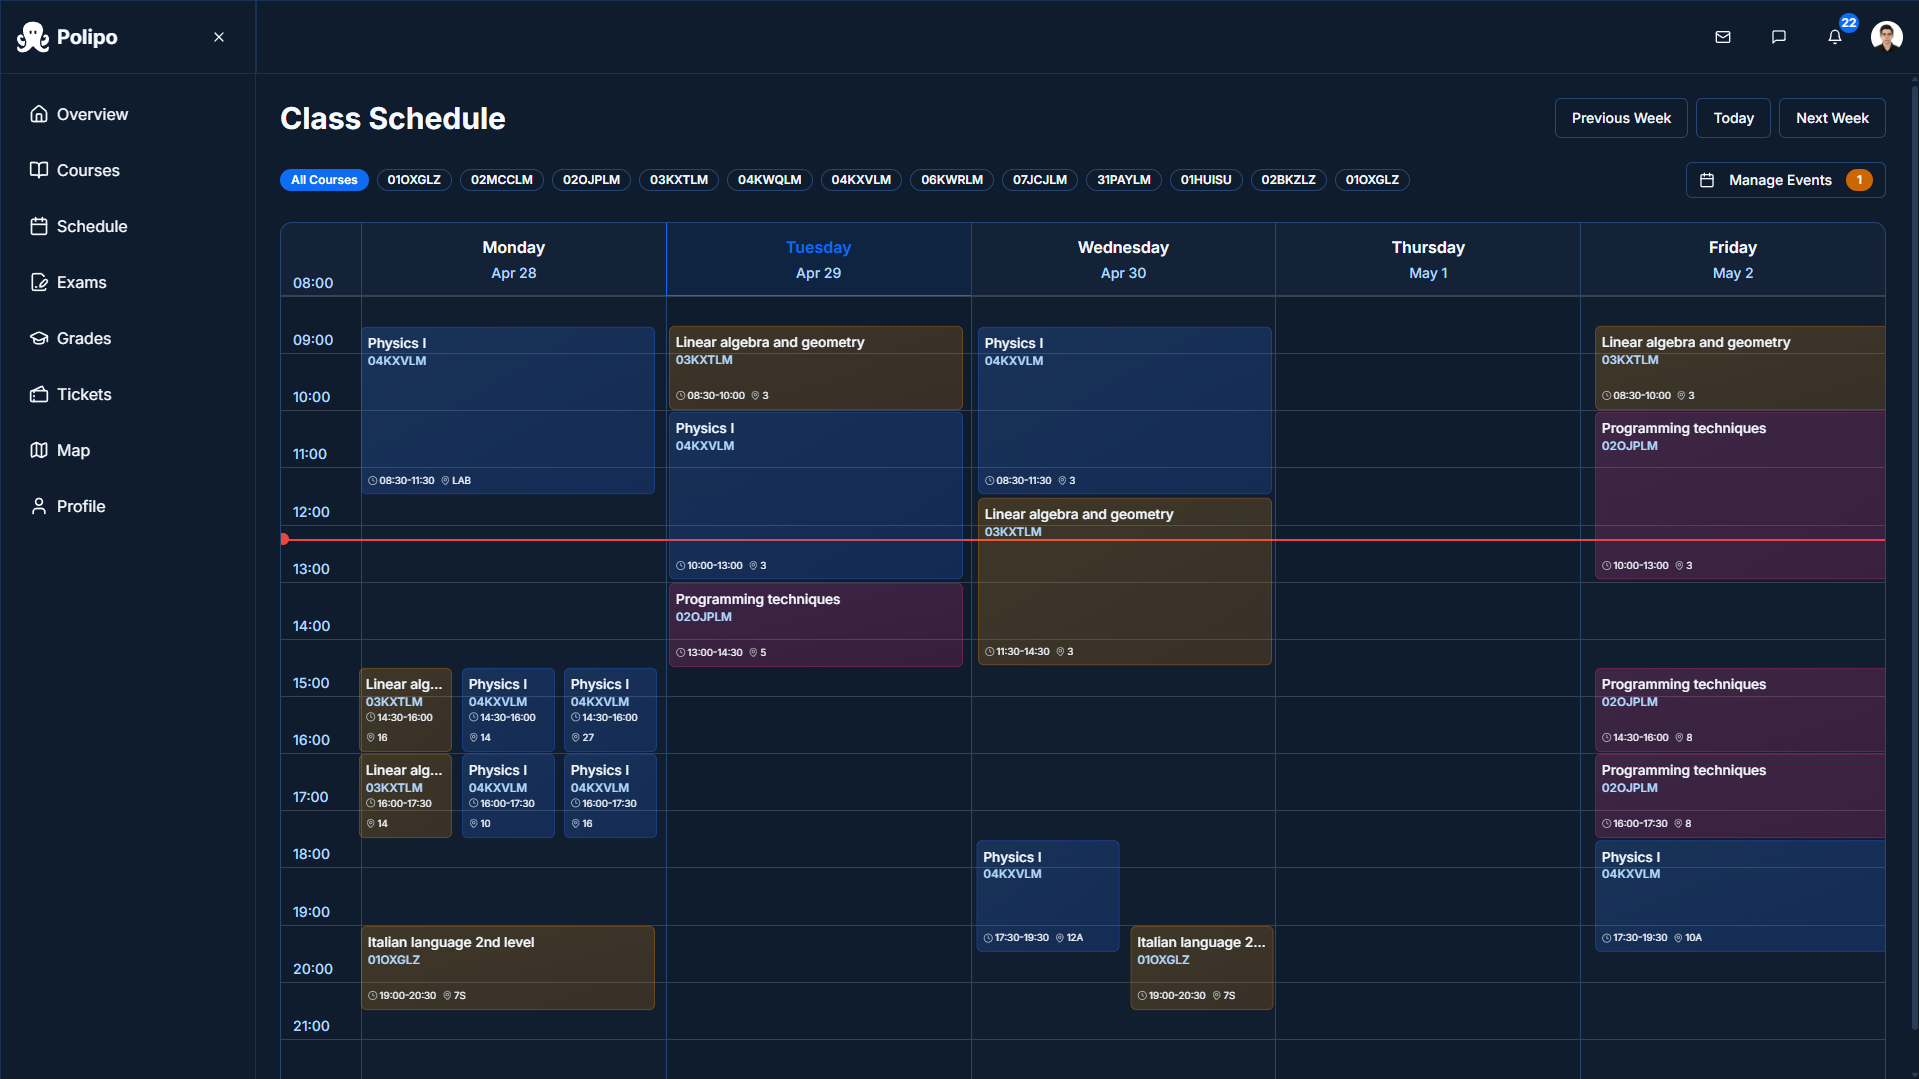 Polipo
22
Overview
Courses
Schedule
Exams
Grades
Tickets
Map
Profile
Class Schedule
Previous Week
Today
Next Week
All Courses
01OXGLZ
02MCCLM
02OJPLM
03KXTLM
04KWQLM
04KXVLM
06KWRLM
07JCJLM
31PAYLM
01HUISU
02BKZLZ
01OXGLZ
Manage Events 1
Monday
Apr 28
Tuesday
Apr 29
Wednesday
Apr 30
Thursday
May 1
Friday
May 2
08:00
09:00
10:00
11:00
12:00
13:00
14:00
15:00
16:00
17:00
18:00
19:00
20:00
21:00
Physics I
04KXVLM
08:30-11:30 LAB
Linear alg...
03KXTLM
14:30-16:00
16
Physics I
04KXVLM
14:30-16:00
14
Physics I
04KXVLM
14:30-16:00
27
Linear alg...
03KXTLM
16:00-17:30
14
Physics I
04KXVLM
16:00-17:30
10
Physics I
04KXVLM
16:00-17:30
16
Italian language 2nd level
01OXGLZ
19:00-20:30 7S
Linear algebra and geometry
03KXTLM
08:30-10:00 3
Physics I
04KXVLM
10:00-13:00 3
Programming techniques
02OJPLM
13:00-14:30 5
Physics I
04KXVLM
08:30-11:30 3
Linear algebra and geometry
03KXTLM
11:30-14:30 3
Physics I
04KXVLM
17:30-19:30 12A
Italian language 2...
01OXGLZ
19:00-20:30 7S
Linear algebra and geometry
03KXTLM
08:30-10:00 3
Programming techniques
02OJPLM
10:00-13:00 3
Programming techniques
02OJPLM
14:30-16:00 8
Programming techniques
02OJPLM
16:00-17:30 8
Physics I
04KXVLM
17:30-19:30 10A